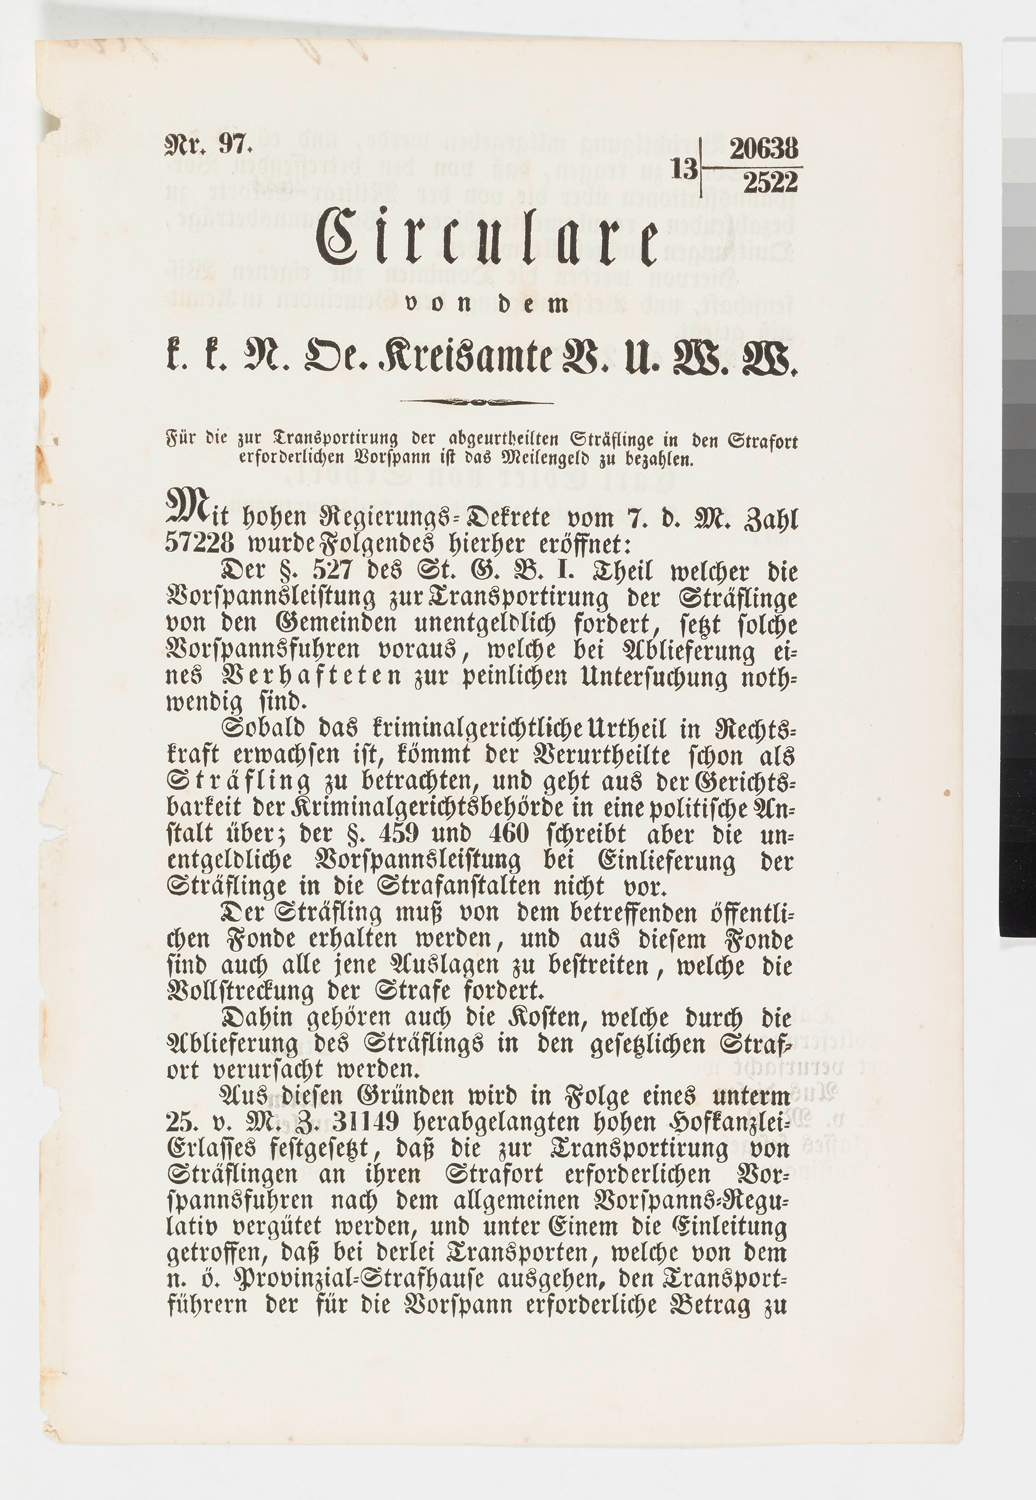 Nr. 97.
13 | 20638
2522
Circulare
von dem
k. k. N. Oe. Kreisamte V. U. W. W.
Für die zur Transportirung der abgeurtheilten Sträflinge in den Strafort
erforderlichen Vorspann ist das Meilengeld zu bezahlen.
Mit hohen Regierungs-Dekrete vom 7. d. M. Zahl
57228 wurde Folgendes hierher eröffnet:
Der §. 527 des St. G. B. I. Theil welcher die
Vorspannsleistung zur Transportirung der Sträflinge
von den Gemeinden unentgeldlich fordert, setzt solche
Vorspannsfuhren voraus, welche bei Ablieferung ei-
nes Verhafteten zur peinlichen Untersuchung noth-
wendig sind.
Sobald das kriminalgerichtliche Urtheil in Rechts-
kraft erwachsen ist, kömmt der Verurtheilte schon als
Sträfling zu betrachten, und geht aus der Gerichts-
barkeit der Kriminalgerichtsbehörde in eine politische An-
stalt über; der §. 459 und 460 schreibt aber die un-
entgeldliche Vorspannsleistung bei Einlieferung der
Sträflinge in die Strafanstalten nicht vor.
Der Sträfling muß von dem betreffenden öffentli-
chen Fonde erhalten werden, und aus diesem Fonde
sind auch alle jene Auslagen zu bestreiten, welche die
Vollstreckung der Strafe fordert.
Dahin gehören auch die Kosten, welche durch die
Ablieferung des Sträflings in den gesetzlichen Straf-
ort verursacht werden.
Aus diesen Gründen wird in Folge eines unterm
25. v. M. Z. 31149 herabgelangten hohen Hofkanzlei-
Erlasses festgesetzt, daß die zur Transportirung von
Sträflingen an ihren Strafort erforderlichen Vor-
spannsfuhren nach dem allgemeinen Vorspanns-Regu-
lativ vergütet werden, und unter Einem die Einleitung
getroffen, daß bei derlei Transporten, welche von dem
n. ö. Provinzial-Strafhause ausgehen, den Transport-
führern der für die Vorspann erforderliche Betrag zu